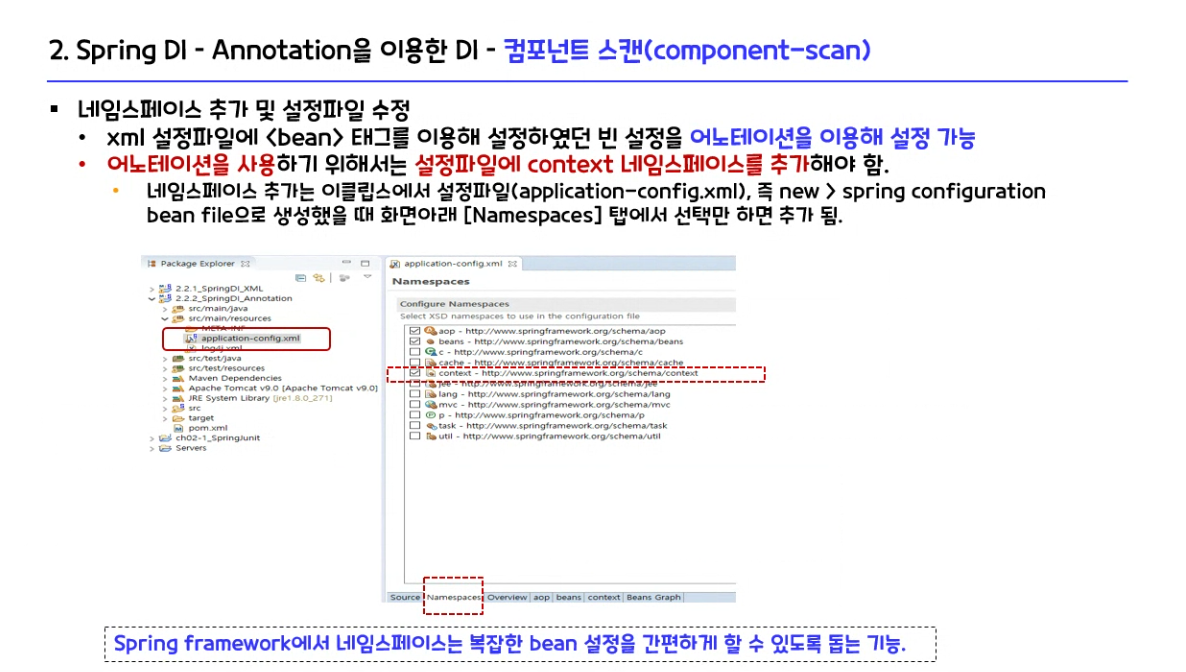 2. Spring DI - Annotation을 이용한 DI - 컴포넌트 스캔(component-scan)
▪ 네임스페이스 추가 및 설정파일 수정
• xml 설정파일에 <bean> 태그를 이용해 설정하였던 빈 설정을 어노테이션을 이용해 설정 가능
• 어노테이션을 사용하기 위해서는 설정파일에 context 네임스페이스를 추가해야 함.
• 네임스페이스 추가는 이클립스에서 설정파일(application-config.xml), 즉 new > spring configuration
bean file으로 생성했을 때 화면아래 [Namespaces] 탭에서 선택만 하면 추가 됨.
Package Explorer
2.2.1_SpringDI_XML
2.2.2_SpringDI_Annotation
src/main/java
src/main/resources
META-INF
application-config.xml
log4j.xml
src/test/java
src/test/resources
Maven Dependencies
Apache Tomcat v9.0 [Apache Tomcat v9.0]
JRE System Library [jre1.8.0_271]
src
target
pom.xml
ch02-1_SpringJunit
Servers
application-config.xml
Namespaces
Configure Namespaces
Select XSD namespaces to use in the configuration file
aop - http://www.springframework.org/schema/aop
beans - http://www.springframework.org/schema/beans
c - http://www.springframework.org/schema/c
cache - http://www.springframework.org/schema/cache
context - http://www.springframework.org/schema/context
jee - http://www.springframework.org/schema/jee
lang - http://www.springframework.org/schema/lang
mvc - http://www.springframework.org/schema/mvc
p - http://www.springframework.org/schema/p
task - http://www.springframework.org/schema/task
util - http://www.springframework.org/schema/util
Source Namespaces Overview aop beans context Beans Graph
Spring framework에서 네임스페이스는 복잡한 bean 설정을 간편하게 할 수 있도록 돕는 기능.